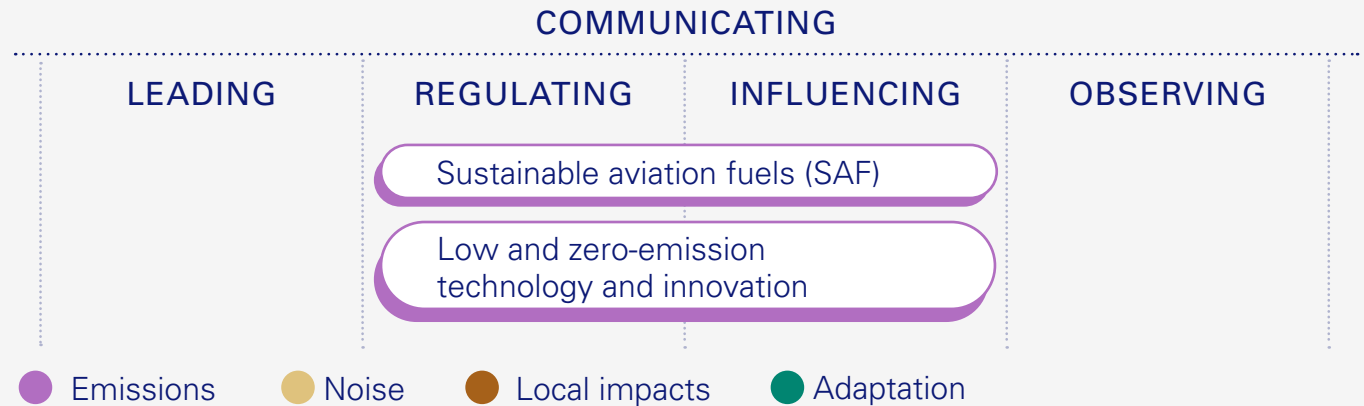 COMMUNICATING
LEADING
REGULATING
INFLUENCING
OBSERVING
Sustainable aviation fuels (SAF)
Low and zero-emission
technology and innovation
Emissions
Noise
Local impacts
Adaptation